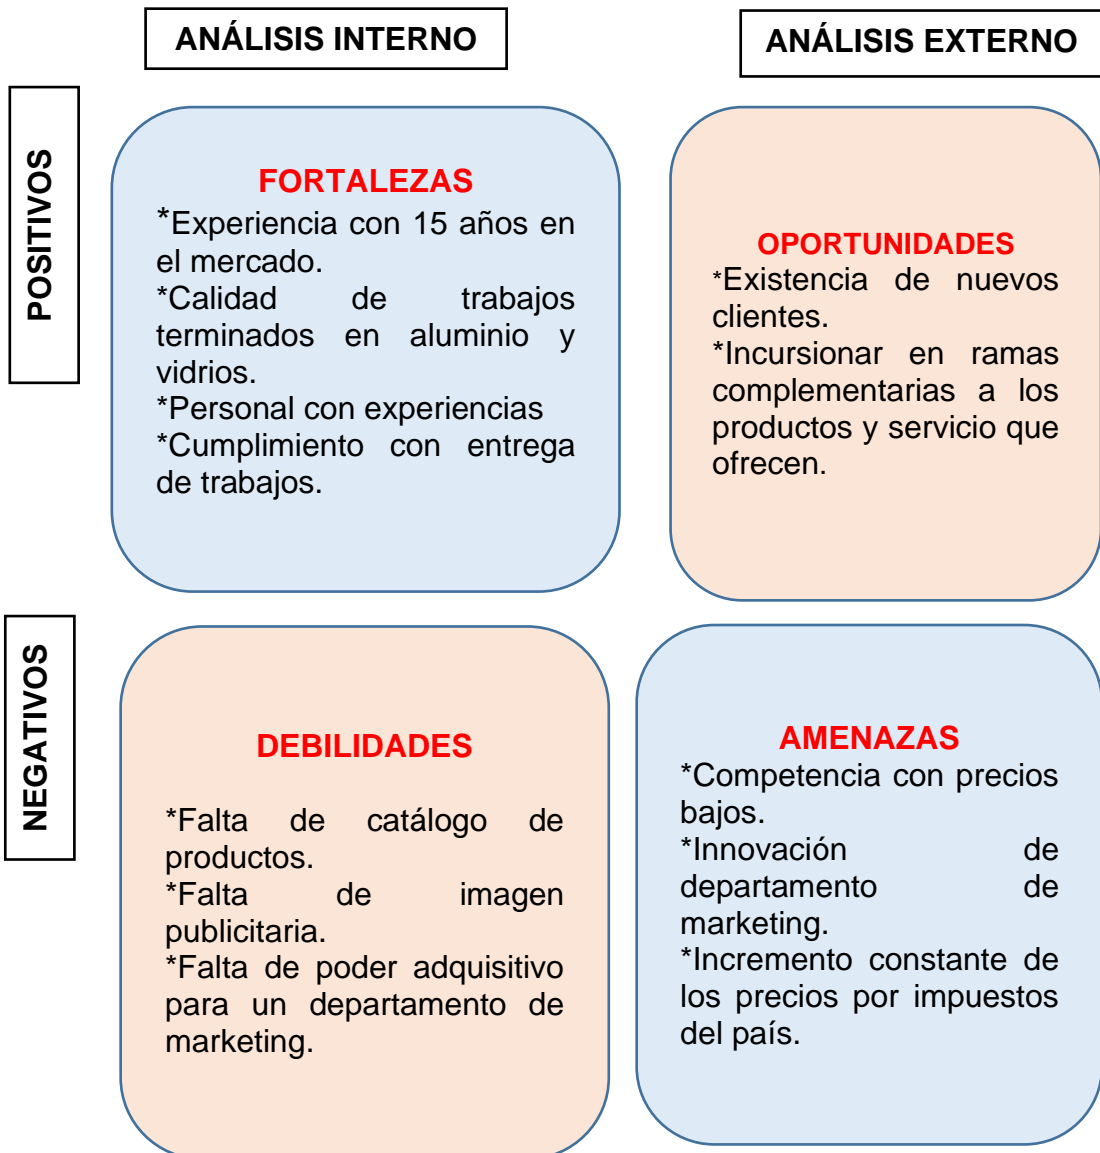 ANÁLISIS INTERNO
ANÁLISIS EXTERNO
POSITIVOS
FORTALEZAS
*Experiencia con 15 años en
el mercado.
*Calidad de trabajos
terminados en aluminio y
vidrios.
*Personal con experiencias
*Cumplimiento con entrega
de trabajos.
OPORTUNIDADES
*Existencia de nuevos
clientes.
*Incursionar en ramas
complementarias a los
productos y servicio que
ofrecen.
NEGATIVOS
DEBILIDADES
*Falta de catálogo de
productos.
*Falta de imagen
publicitaria.
*Falta de poder adquisitivo
para un departamento de
marketing.
AMENAZAS
*Competencia con precios
bajos.
*Innovación de
departamento de
marketing.
*Incremento constante de
los precios por impuestos
del país.